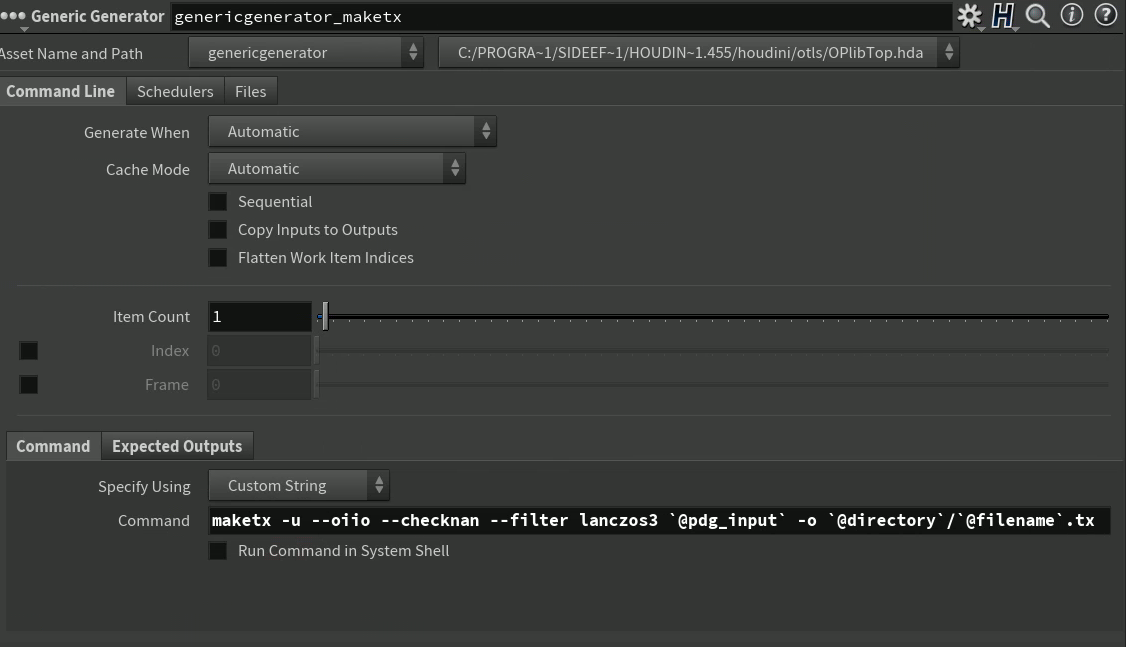 Generic Generator genericgenerator_maketx
Asset Name and Path genericgenerator C:/PROGRA~1/SIDEEF~1/HOUDIN~1.455/houdini/otls/OPlibTop.hda
Command Line Schedulers Files
Generate When Automatic
Cache Mode Automatic
Sequential
Copy Inputs to Outputs
Flatten Work Item Indices
Item Count 1
Index 0
Frame 0
Command Expected Outputs
Specify Using Custom String
Command maketx -u --oiio --checknan --filter lanczos3 `@pdg_input` -o `@directory`/`@filename`.tx
Run Command in System Shell